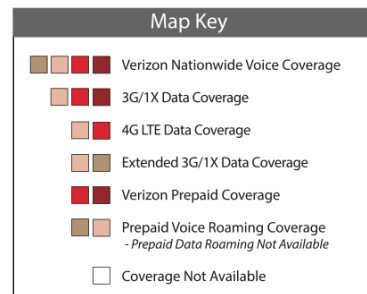 Map Key
Verizon Nationwide Voice Coverage
3G/1X Data Coverage
4G LTE Data Coverage
Extended 3G/1X Data Coverage
Verizon Prepaid Coverage
Prepaid Voice Roaming Coverage
- Prepaid Data Roaming Not Available
Coverage Not Available